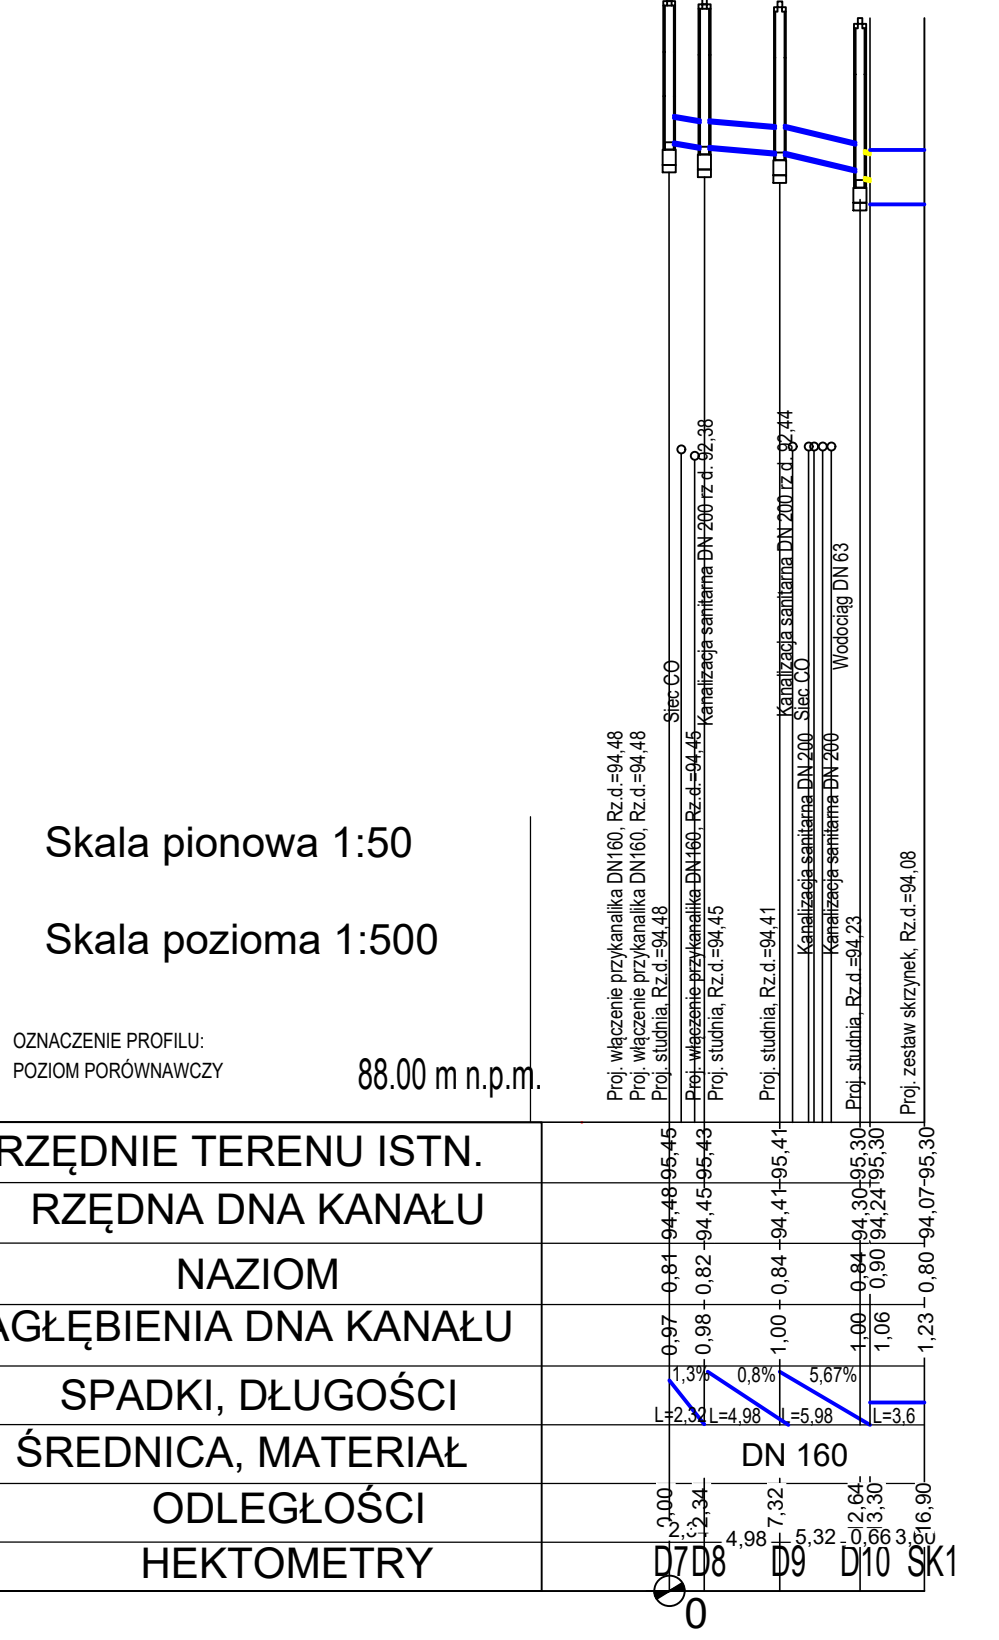 Siec CO
Kanalizacja sanitarna DN 200 rz d. 92,38
Kanalizacja sanitarna DN 200 rz d. 92,44
Siec CO
Wodociąg DN 63
Proj. włączenie przykanalika DN160, Rz.d.=94,48
Proj. włączenie przykanalika DN160, Rz.d.=94,48
Proj. studnia, Rz.d.=94,48
Proj. włączenie przykanalika DN160, Rz.d.=94,45
Proj. studnia, Rz.d.=94,45
Proj. studnia, Rz.d.=94,41
Kanalizacja sanitarna DN 200
Kanalizacja sanitarna DN 200
Proj. studnia, Rz.d.=94,23
Proj. zestaw skrzynek, Rz.d.=94,08
Skala pionowa 1:50
Skala pozioma 1:500
OZNACZENIE PROFILU:
POZIOM PORÓWNAWCZY 88.00 m n.p.m.
RZĘDNIE TERENU ISTN. 95,45 95,43 95,41 95,30 95,30 95,30
RZĘDNA DNA KANAŁU 94,48 94,45 94,41 94,30 94,24 94,07
NAZIOM 0,81 0,82 0,84 0,84 0,90 0,80
AGŁĘBIENIA DNA KANAŁU 0,97 0,98 1,00 1,00 1,06 1,23
SPADKI, DŁUGOŚCI 1,3% 0,8% 5,67%
L=2,32 L=4,98 L=5,98 L=3,6
ŚREDNICA, MATERIAŁ DN 160
ODLEGŁOŚCI 0,00 2,34 7,32 2,64 3,30 16,90
4,98 5,32 0,66 3,60
HEKTOMETRY D7 D8 D9 D10 SK1
0